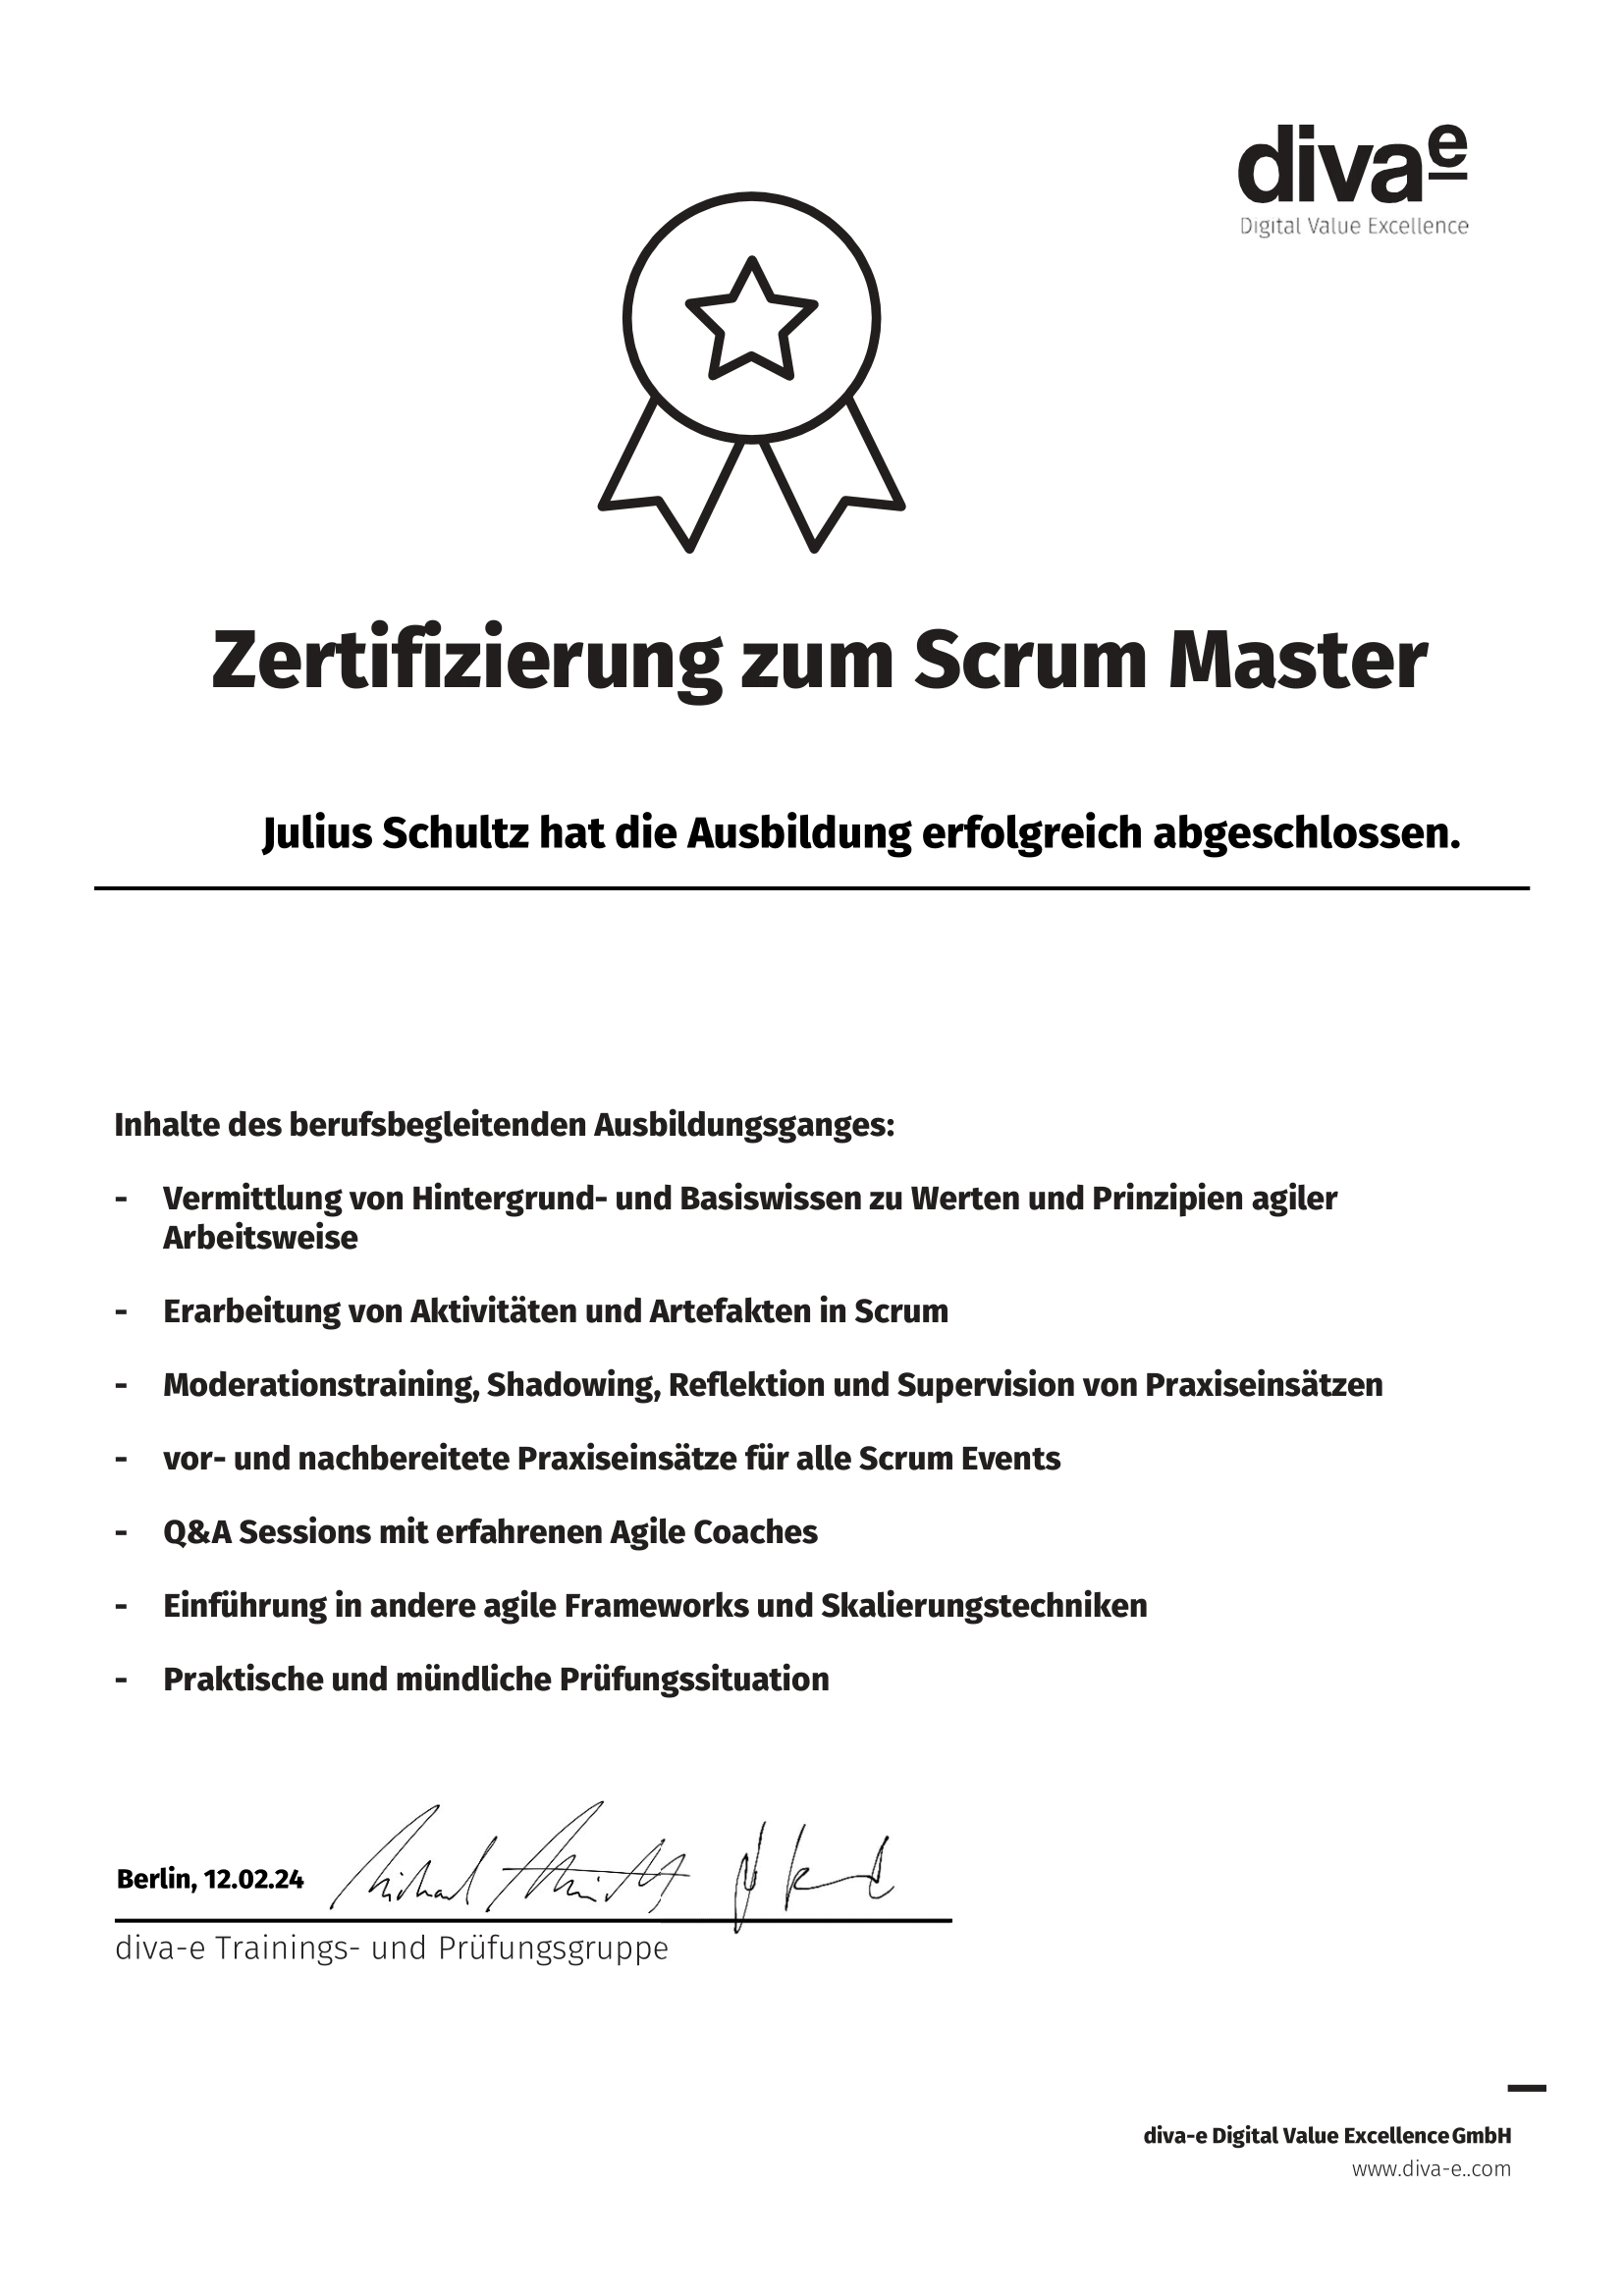 divae
Digital Value Excellence
Zertifizierung zum Scrum Master
Julius Schultz hat die Ausbildung erfolgreich abgeschlossen.
Inhalte des berufsbegleitenden Ausbildungsganges:
- Vermittlung von Hintergrund- und Basiswissen zu Werten und Prinzipien agiler
Arbeitsweise
- Erarbeitung von Aktivitäten und Artefakten in Scrum
- Moderationstraining, Shadowing, Reflektion und Supervision von Praxiseinsätzen
- vor- und nachbereitete Praxiseinsätze für alle Scrum Events
- Q&A Sessions mit erfahrenen Agile Coaches
- Einführung in andere agile Frameworks und Skalierungstechniken
- Praktische und mündliche Prüfungssituation
Berlin, 12.02.24 Michael
diva-e Trainings- und Prüfungsgruppe
diva-e Digital Value Excellence GmbH
www.diva-e..com